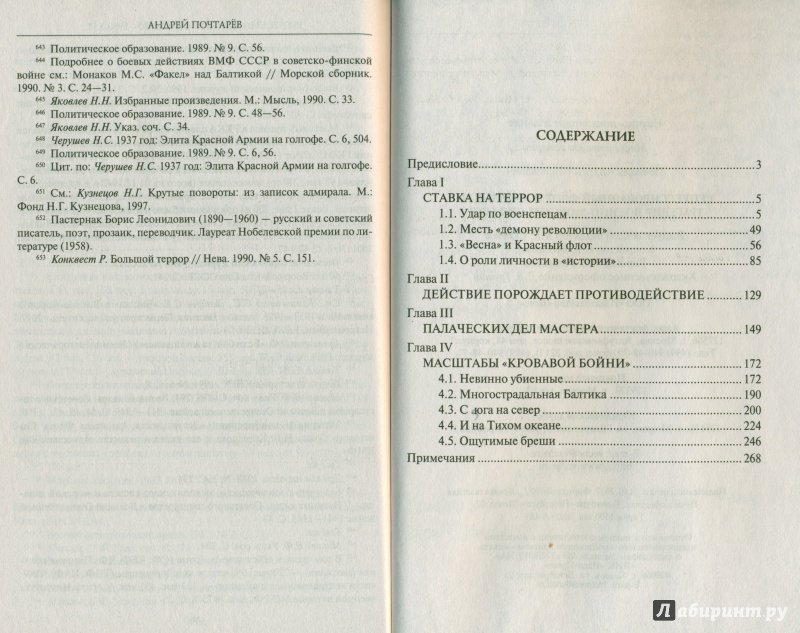 АНДРЕЙ ПОЧТАРЁВ
643 Политическое образование. 1989. № 9. С. 56.
644 Подробнее о боевых действиях ВМФ СССР в советско-финской
войне см.: Монаков М.С. «Факел» над Балтикой // Морской сборник.
1990. № 3. С. 24—31.
645 Яковлев Н.Н. Избранные произведения. М.: Мысль, 1990. С. 33.
646 Политическое образование. 1989. № 9. С. 48—56.
647 Яковлев Н.Н. Указ. соч. С. 34.
648 Черушев Н.С. 1937 год: Элита Красной Армии на голгофе. С. 6, 504.
649 Политическое образование. 1989. № 9. С. 6, 56.
650 Цит. по: Черушев Н.С. 1937 год: Элита Красной Армии на голгофе.
С. 6.
651 См.: Кузнецов Н.Г. Крутые повороты: из записок адмирала. М.:
Фонд Н.Г. Кузнецова, 1997.
652 Пастернак Борис Леонидович (1890—1960) — русский и советский
писатель, поэт, прозаик, переводчик. Лауреат Нобелевской премии по ли-
тературе (1958).
653 Конквест Р. Большой террор // Нева. 1990. № 5. С. 151.
СОДЕРЖАНИЕ
Предисловие 3
Глава I
СТАВКА НА ТЕРРОР 5
1.1. Удар по военспецам 5
1.2. Месть «демону революции» 49
1.3. «Весна» и Красный флот 56
1.4. О роли личности в «истории» 85
Глава II
ДЕЙСТВИЕ ПОРОЖДАЕТ ПРОТИВОДЕЙСТВИЕ 129
Глава III
ПАЛАЧЕСКИХ ДЕЛ МАСТЕРА 149
Глава IV
МАСШТАБЫ «КРОВАВОЙ БОЙНИ» 172
4.1. Невинно убиенные 172
4.2. Многострадальная Балтика 190
4.3. С юга на север 200
4.4. И на Тихом океане 224
4.5. Ощутимые бреши 246
Примечания 268
Лабиринт.ру